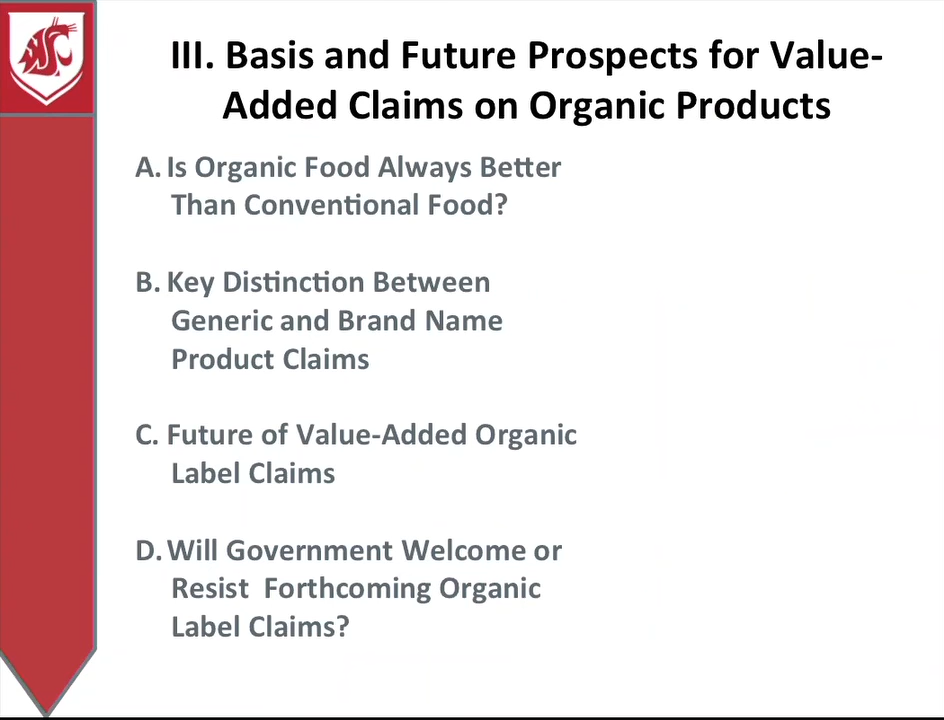 III. Basis and Future Prospects for Value-
Added Claims on Organic Products
A. Is Organic Food Always Better
Than Conventional Food?
B. Key Distinction Between
Generic and Brand Name
Product Claims
C. Future of Value-Added Organic
Label Claims
D. Will Government Welcome or
Resist  Forthcoming Organic
Label Claims?